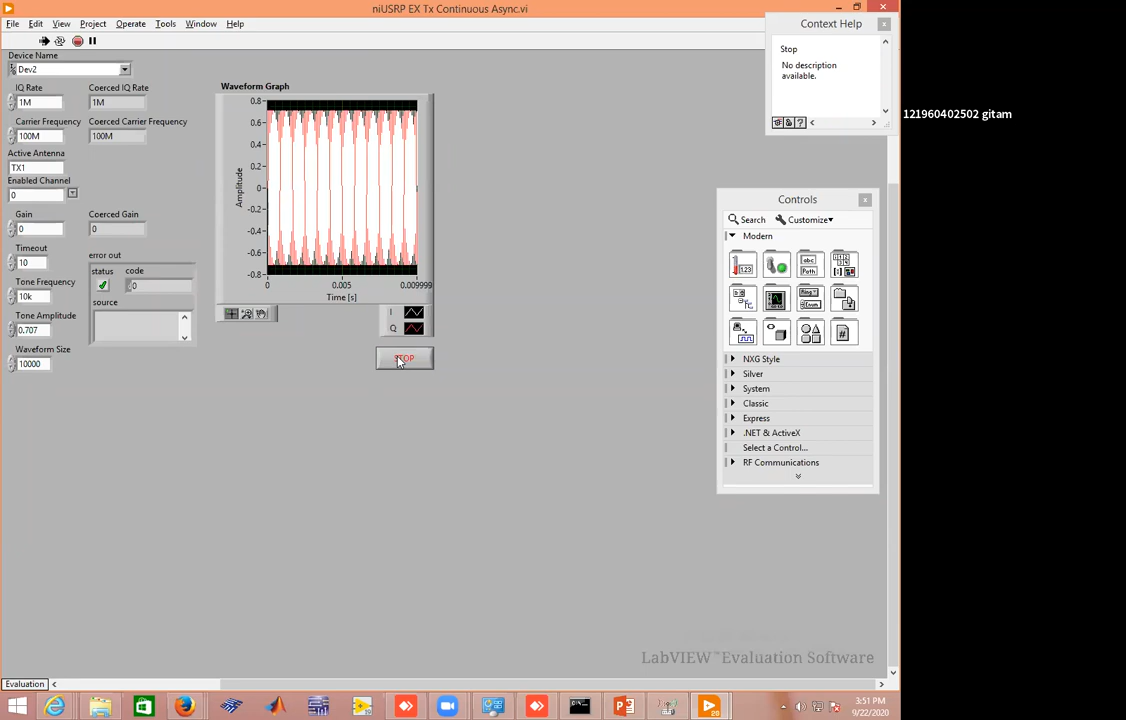 niUSRP EX Tx Continuous Async.vi
File Edit View Project Operate Tools Window Help
Device Name
Dev2
IQ Rate
1M
Coerced IQ Rate
1M
Carrier Frequency
100M
Coerced Carrier Frequency
100M
Active Antenna
TX1
Enabled Channel
0
Gain
0
Coerced Gain
0
Timeout
10
Tone Frequency
10k
Tone Amplitude
0.707
Waveform Size
10000
error out
status code
0
source
Waveform Graph
Amplitude
0.8
0.6
0.4
0.2
0
-0.2
-0.4
-0.6
-0.8
0 0.005 0.009999
Time [s]
I
Q
STOP
Context Help
Stop
No description
available.
121960402502 gitam
Controls
Search Customize
Modern
NXG Style
Silver
System
Classic
Express
.NET & ActiveX
Select a Control...
RF Communications
LabVIEW™ Evaluation Software
Evaluation
3:51 PM
9/22/2020